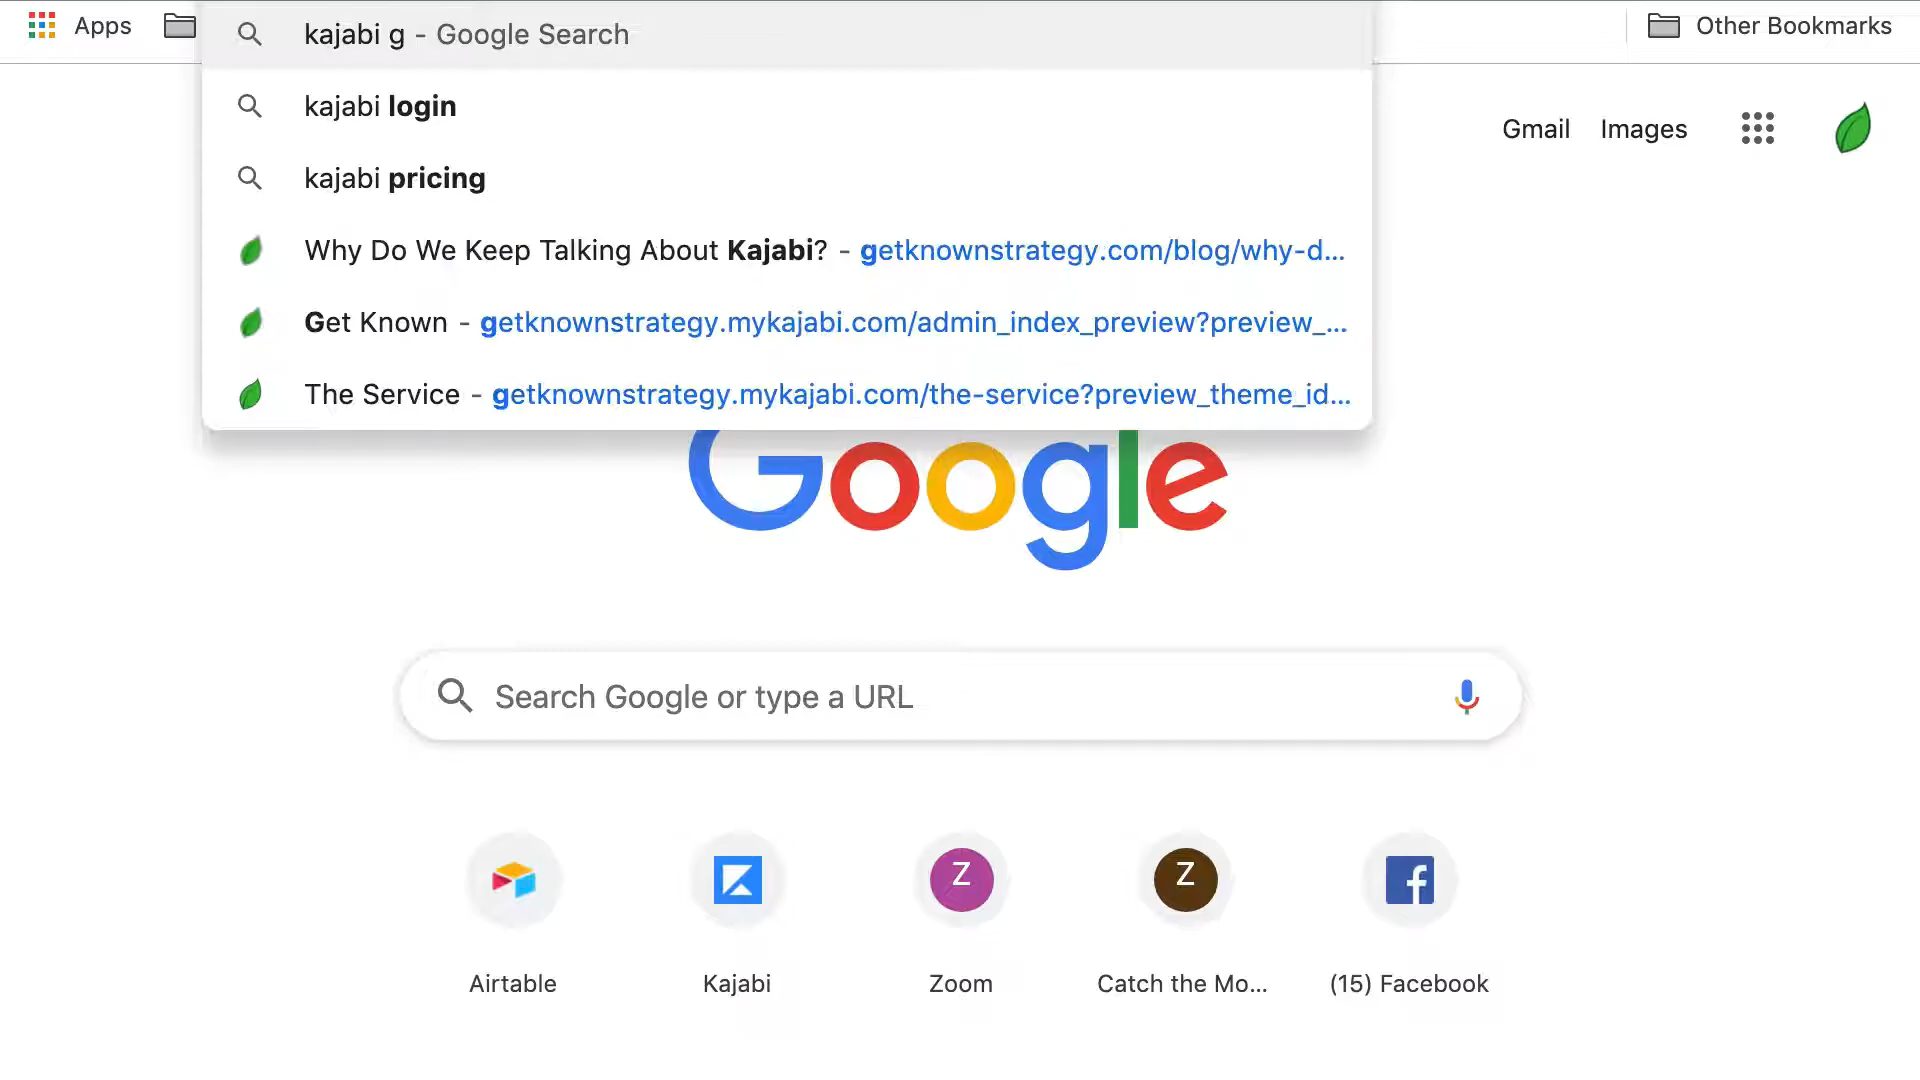 Apps
kajabi g - Google Search
Other Bookmarks
kajabi login
Gmail Images
kajabi pricing
Why Do We Keep Talking About Kajabi? - getknownstrategy.com/blog/why-d...
Get Known - getknownstrategy.mykajabi.com/admin_index_preview?preview_...
The Service - getknownstrategy.mykajabi.com/the-service?preview_theme_id...
Google
Search Google or type a URL
Z
Z
Airtable
Kajabi
Zoom
Catch the Mo...
(15) Facebook